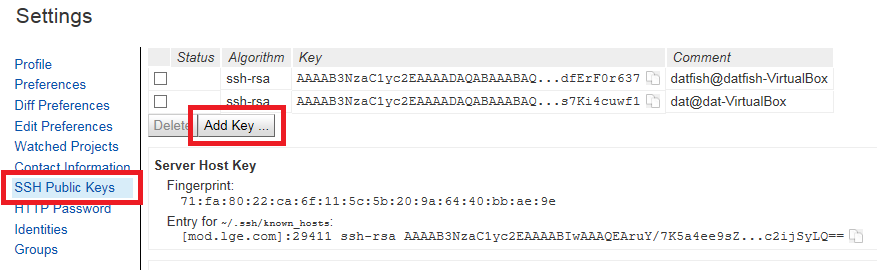 Settings
Profile
Preferences
Diff Preferences
Edit Preferences
Watched Projects
Contact Information
SSH Public Keys
HTTP Password
Identities
Groups
Status Algorithm Key Comment
ssh-rsa AAAAB3NzaC1yc2EAAAADAQABAAABAQ...dfErF0r637 datfish@datfish-VirtualBox
ssh-rsa AAAAB3NzaC1yc2EAAAADAQABAAABAQ...s7Ki4cuwf1 dat@dat-VirtualBox
Delete Add Key ...
Server Host Key
Fingerprint:
71:fa:80:22:ca:6f:11:5c:5b:20:9a:64:40:bb:ae:9e
Entry for ~/.ssh/known_hosts:
[mod.lge.com]:29411 ssh-rsa AAAAB3NzaC1yc2EAAAABIwAAAQEAruY/7K5a4ee9sZ...c2ijSyLQ==